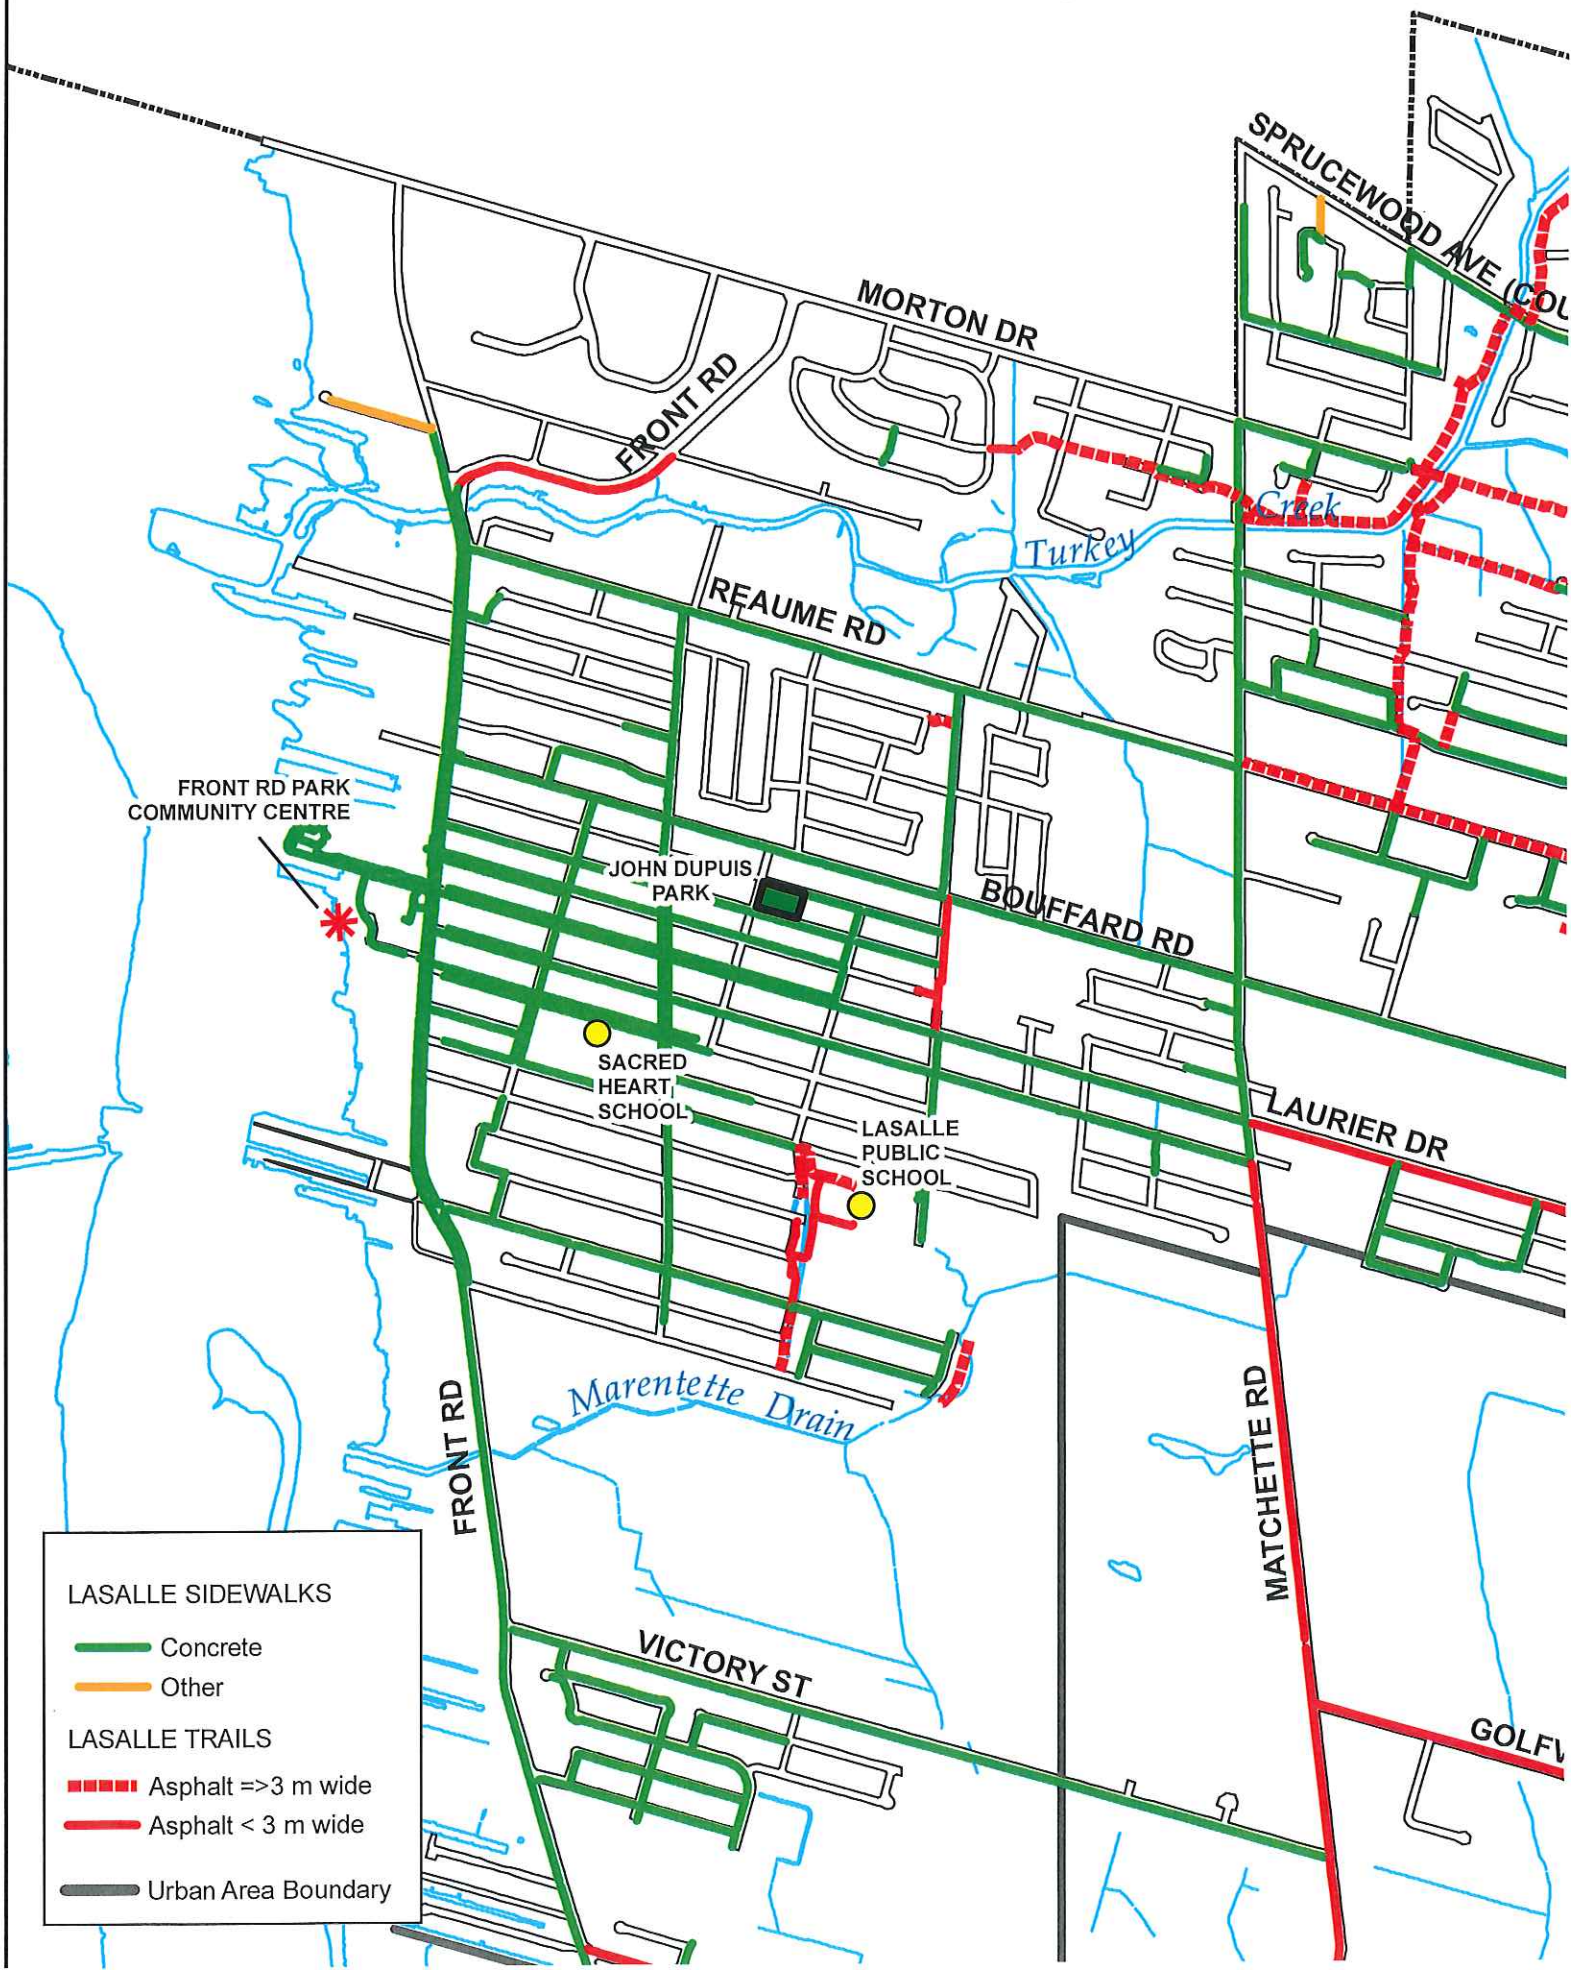 SPRUCEWOOD AVE (COU
MORTON DR
FRONT RD
Creek
Turkey
REAUME RD
FRONT RD PARK
COMMUNITY CENTRE
JOHN DUPUIS
PARK
BOUFFARD RD
SACRED
HEART
SCHOOL
LASALLE
PUBLIC
SCHOOL
LAURIER DR
Marentette Drain
FRONT RD
MATCHETTE RD
VICTORY ST
GOLFV
LASALLE SIDEWALKS
Concrete
Other
LASALLE TRAILS
Asphalt =>3 m wide
Asphalt < 3 m wide
Urban Area Boundary